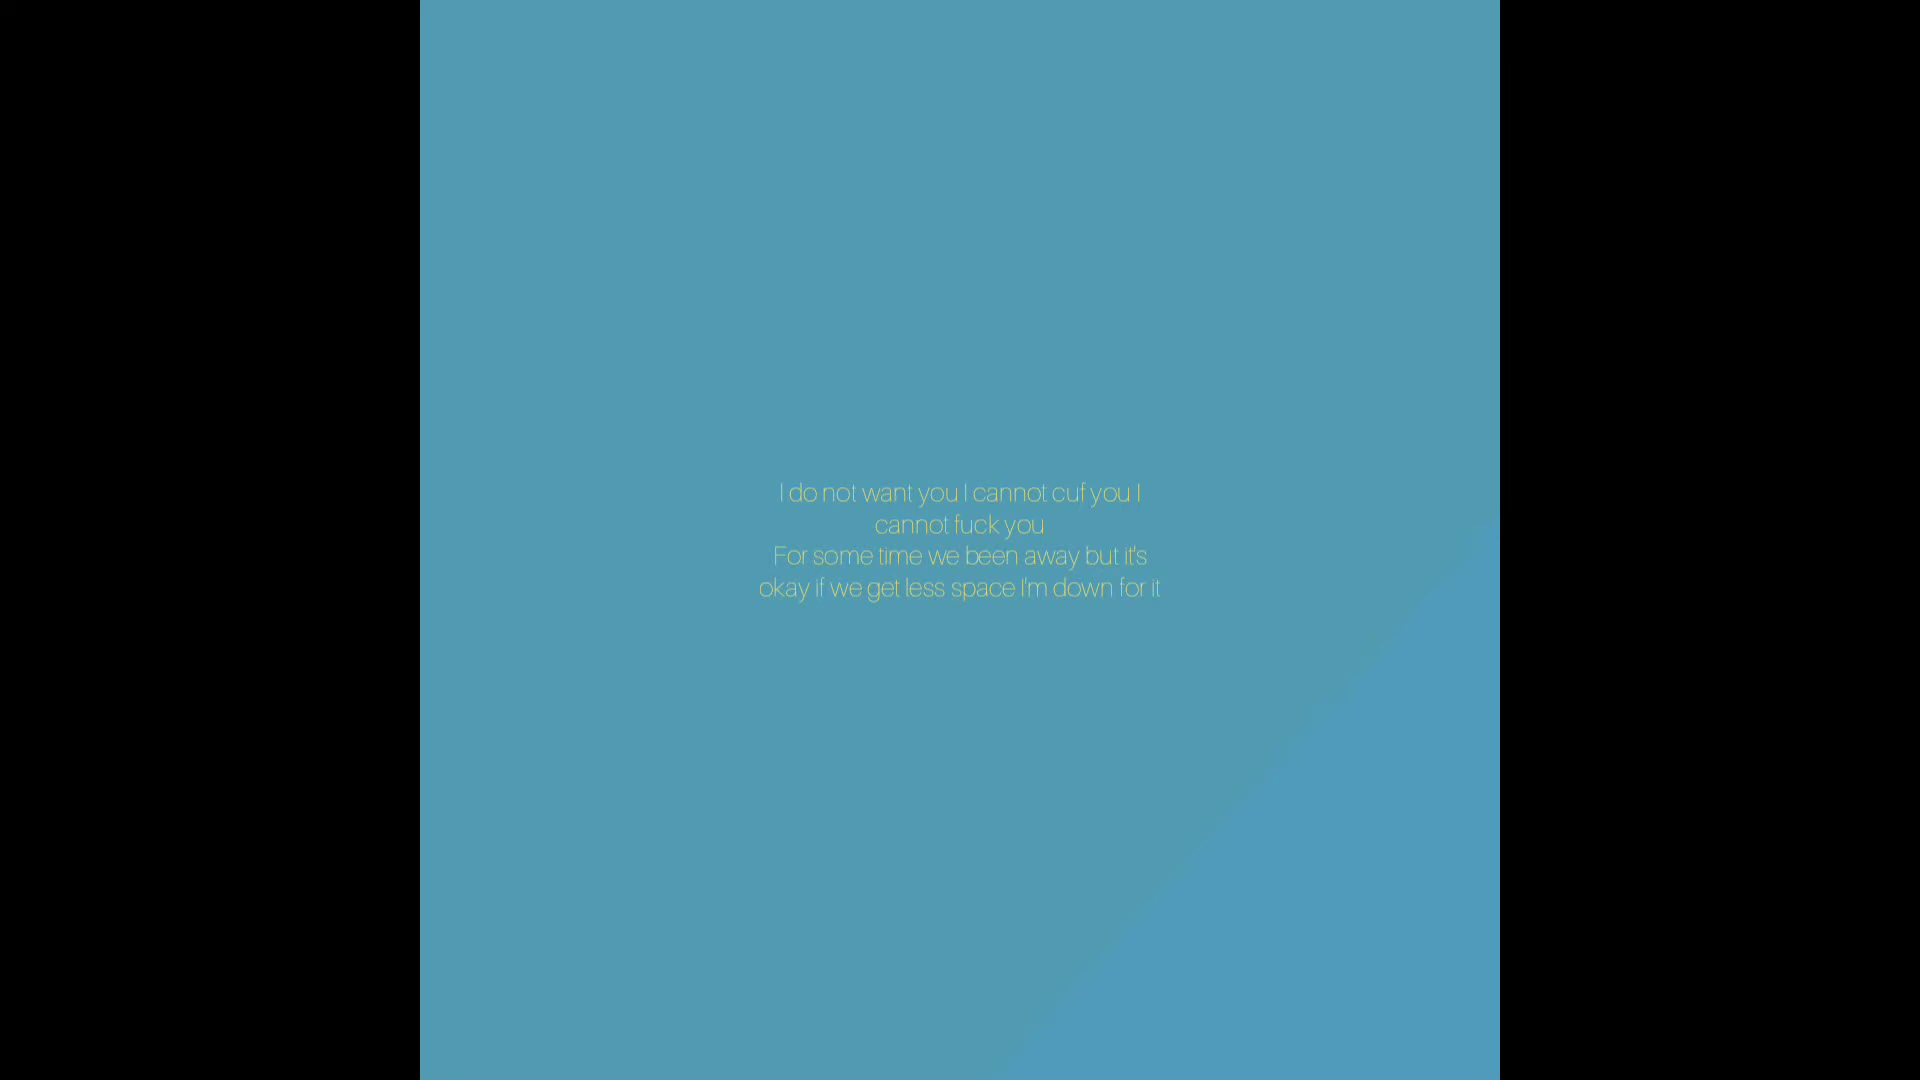 I do not want you I cannot cuf you I
cannot fuck you
For some time we been away but it's
okay if we get less space I'm down for it